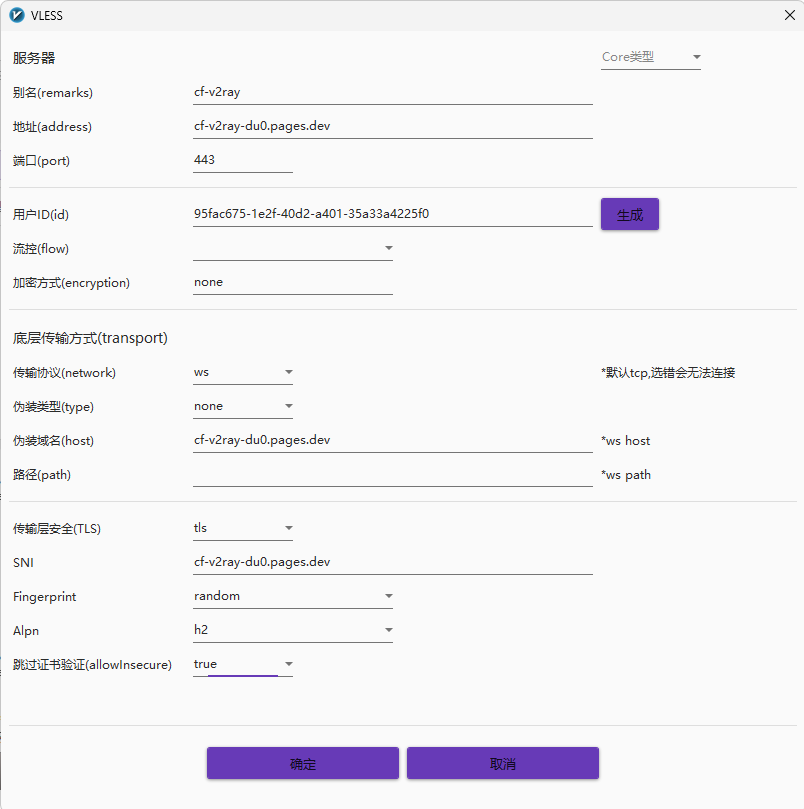 VLESS
服务器 Core类型
别名(remarks) cf-v2ray
地址(address) cf-v2ray-du0.pages.dev
端口(port) 443
用户ID(id) 95fac675-1e2f-40d2-a401-35a33a4225f0 生成
流控(flow)
加密方式(encryption) none
底层传输方式(transport)
传输协议(network) ws *默认tcp,选错会无法连接
伪装类型(type) none
伪装域名(host) cf-v2ray-du0.pages.dev *ws host
路径(path) *ws path
传输层安全(TLS) tls
SNI cf-v2ray-du0.pages.dev
Fingerprint random
Alpn h2
跳过证书验证(allowInsecure) true
确定 取消